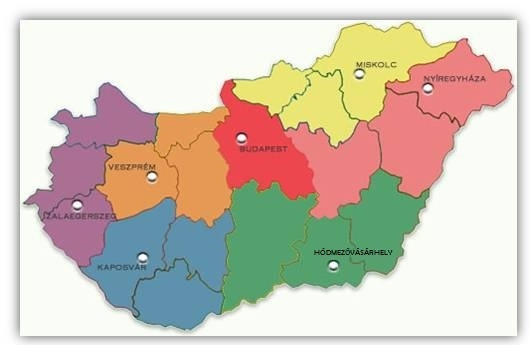 MISKOLC
NYÍREGYHÁZA
BUDAPEST
VESZPRÉM
ZALAEGERSZEG
HÓDMEZŐVÁSÁRHELY
KAPOSVÁR